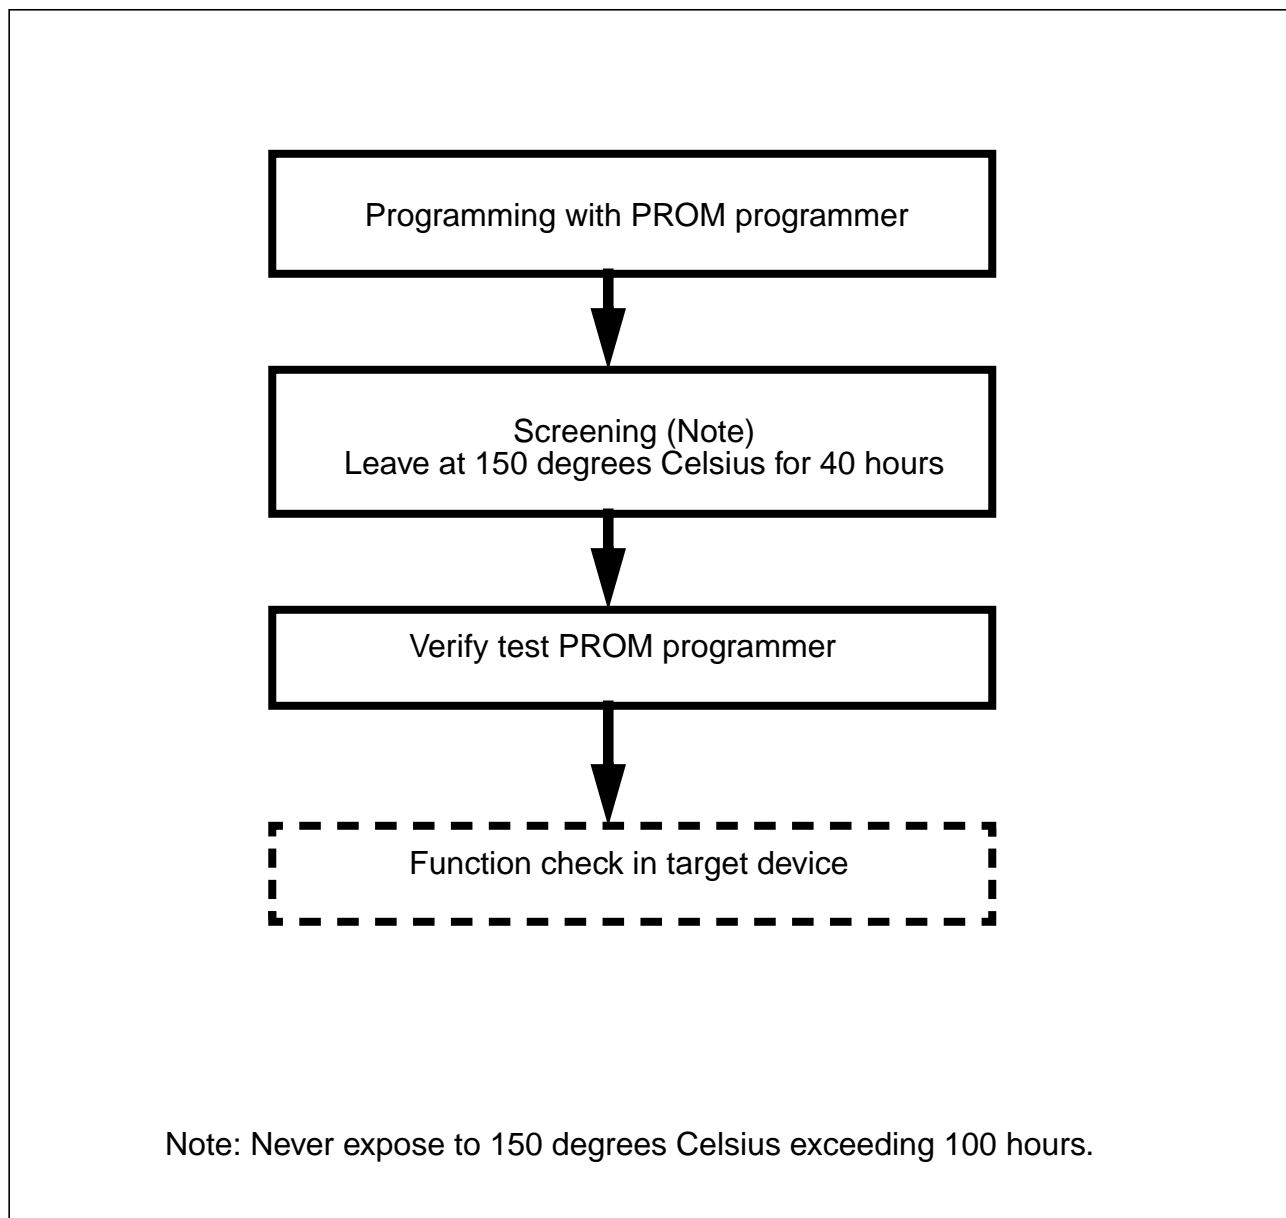 Programming with PROM programmer
Screening (Note)
Leave at 150 degrees Celsius for 40 hours
Verify test PROM programmer
Function check in target device
Note: Never expose to 150 degrees Celsius exceeding 100 hours.